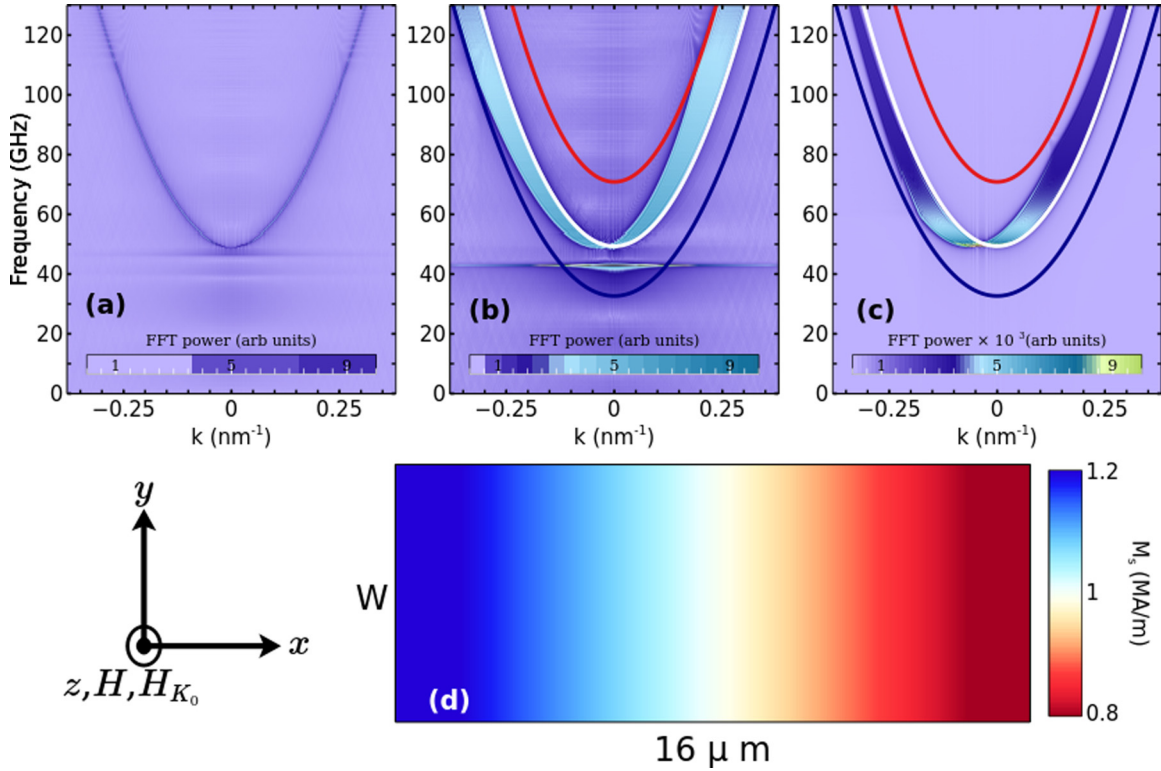 Frequency (GHz)
120
100
80
60
40
20
0
(a)
FFT power (arb units)
1 5 9
−0.25 0 0.25
k (nm⁻¹)
120
100
80
60
40
20
0
(b)
FFT power (arb units)
1 5 9
−0.25 0 0.25
k (nm⁻¹)
120
100
80
60
40
20
0
(c)
FFT power × 10 ³(arb units)
1 5 9
−0.25 0 0.25
k (nm⁻¹)
y
x
z,H,H_{K₀}
W
(d)
16 μ m
1.2
1
0.8
Mₛ (MA/m)